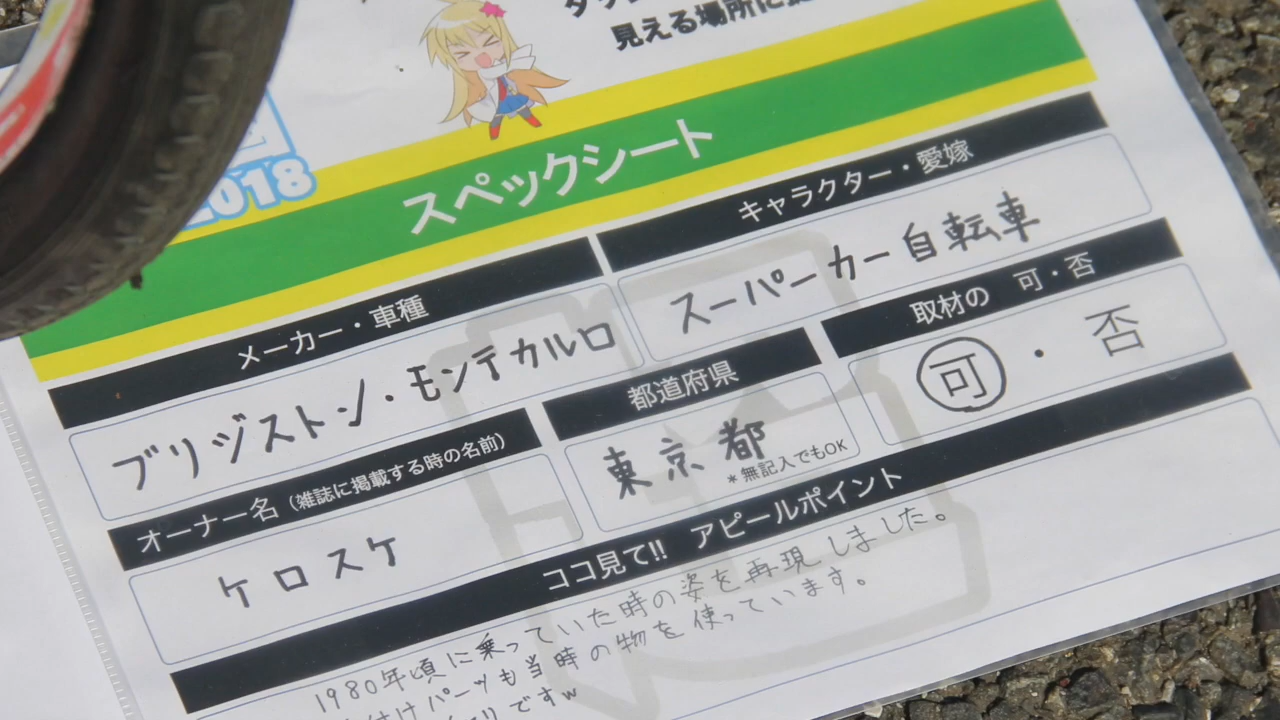 見える場所に
2018
スペックシート
メーカー・車種
キャラクター・愛嫁
ブリジストン・モンテカルロ
スーパーカー自転車
オーナー名(雑誌に掲載する時の名前)
都道府県
取材の 可・否
ケロスケ
東京都
*無記入でもOK
可・否
ココ見て!! アピールポイント
1980年頃に乗っていた時の姿を再現しました。
付けパーツも当時の物を使っています。
リですw